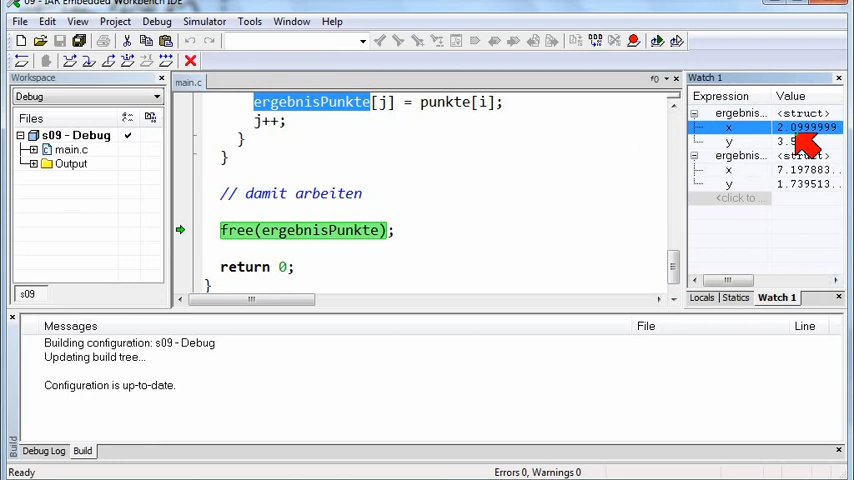 09 - IAR Embedded Workbench IDE
File Edit View Project Debug Simulator Tools Window Help
Workspace
Debug
Files
s09 - Debug
main.c
Output
s09
main.c
f()
ergebnisPunkte[j] = punkte[i];
j++;
}
}
// damit arbeiten
free(ergebnisPunkte);
return 0;
}
Watch 1
Expression Value
ergebnis... <struct>
x 2.0999999
y
ergebnis... <struct>
x 7.197883...
y 1.739513...
<click to ...
Locals Statics Watch 1
Messages File Line
Building configuration: s09 - Debug
Updating build tree...
Configuration is up-to-date.
Build
Debug Log Build
Ready Errors 0, Warnings 0